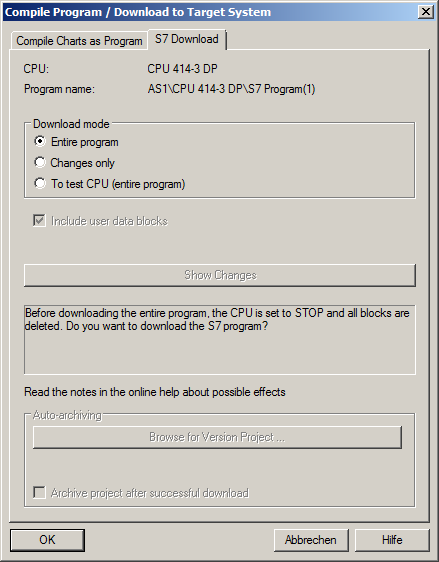 Compile Program / Download to Target System
Compile Charts as Program
S7 Download
CPU:
CPU 414-3 DP
Program name:
AS1\CPU 414-3 DP\S7 Program(1)
Download mode
Entire program
Changes only
To test CPU (entire program)
Include user data blocks
Show Changes
Before downloading the entire program, the CPU is set to STOP and all blocks are
deleted. Do you want to download the S7 program?
Read the notes in the online help about possible effects
Auto-archiving
Browse for Version Project ...
Archive project after successful download
OK
Abbrechen
Hilfe